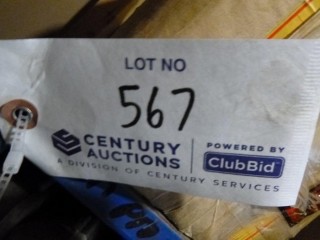 LOT NO
567
CENTURY AUCTIONS
A DIVISION OF CENTURY SERVICES
POWERED BY
ClubBid